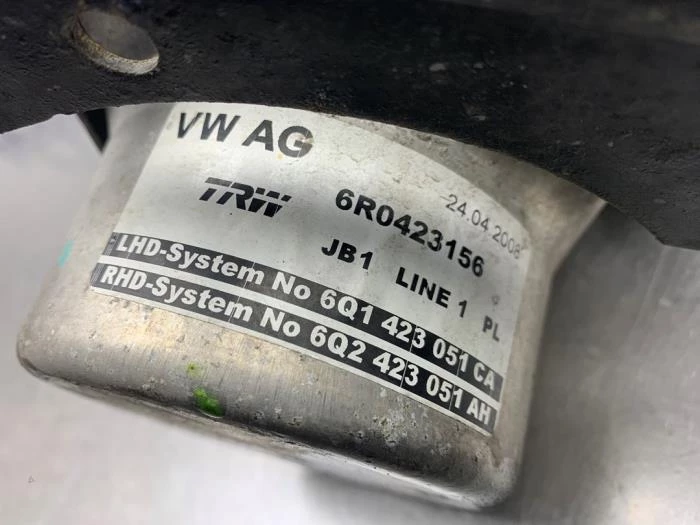 VW AG
TRW 6R0423156 24.04.2008
JB1 LINE 1 PL
LHD-System No 6Q1 423 051 CA
RHD-System No 6Q2 423 051 AH